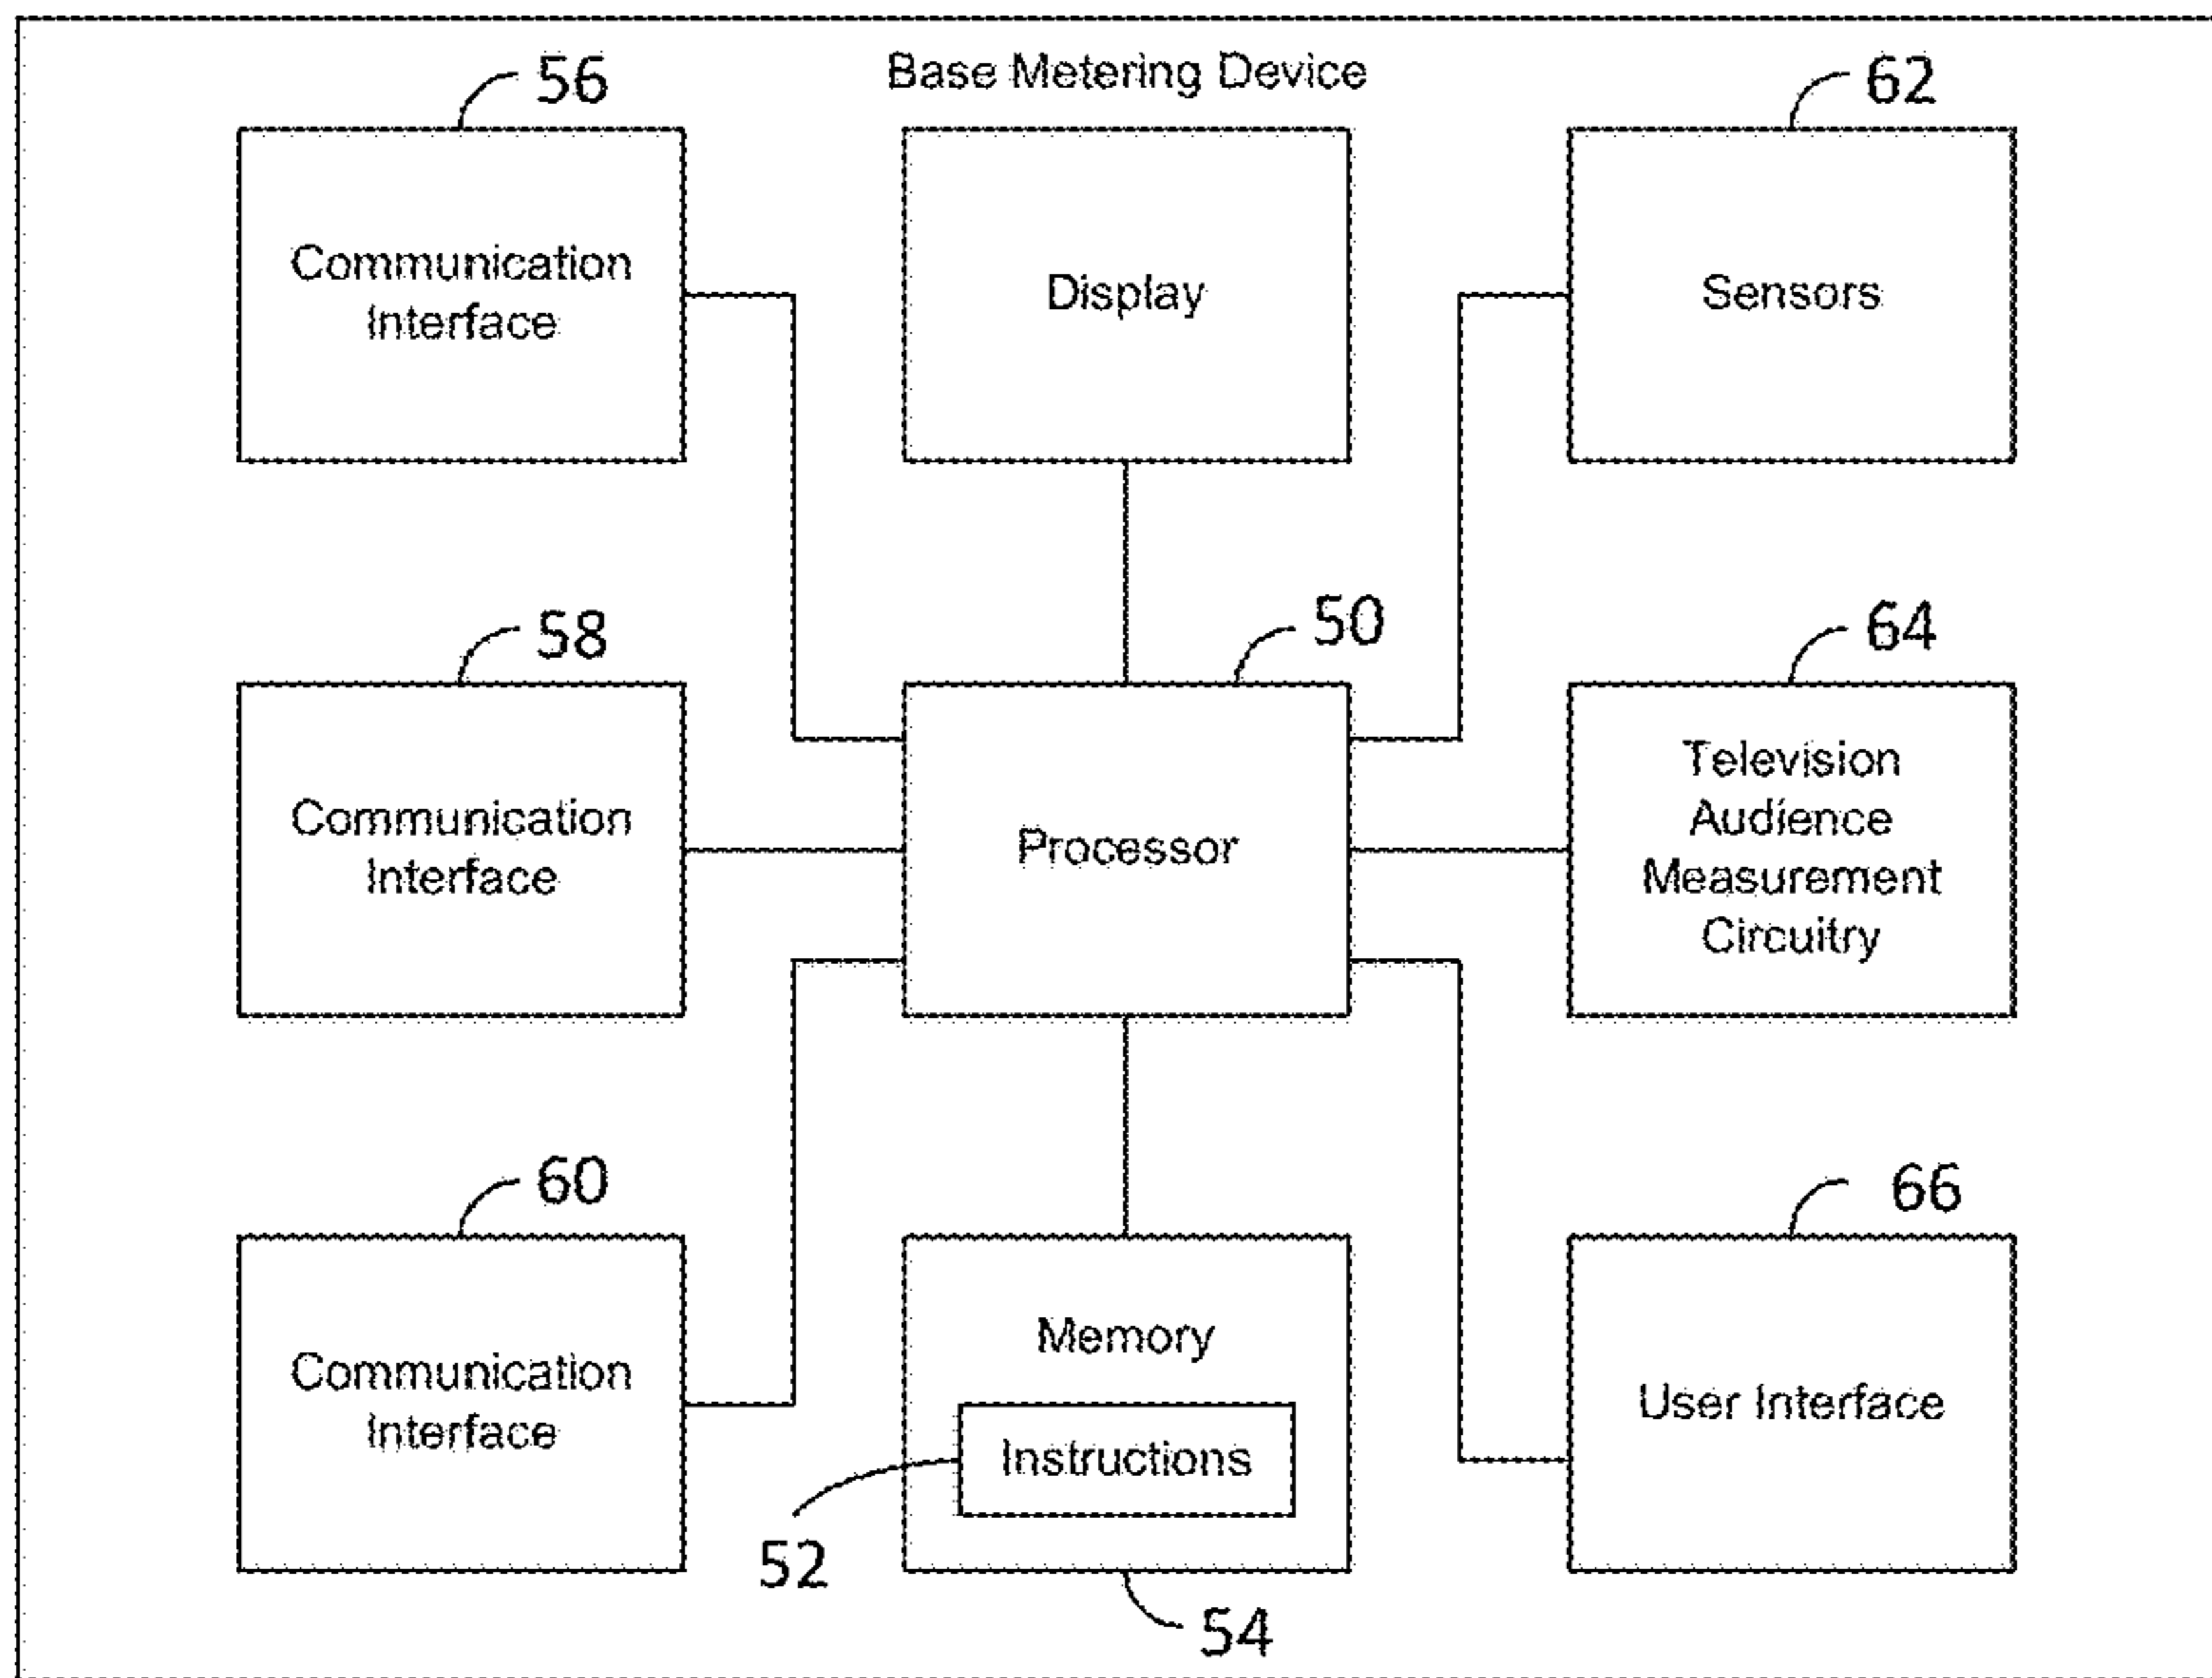 Base Metering Device
56
Communication
Interface
Display
62
Sensors
58
Communication
Interface
50
Processor
64
Television
Audience
Measurement
Circuitry
60
Communication
Interface
Memory
Instructions
52
54
66
User Interface